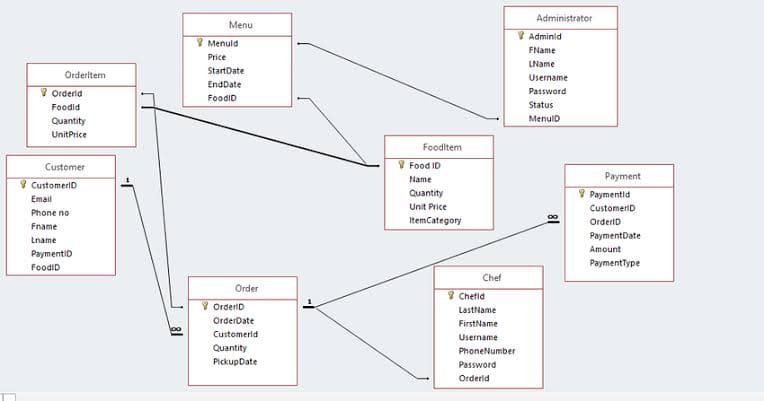 Menu
MenuId
Price
StartDate
EndDate
FoodID
Administrator
AdminId
FName
LName
Username
Password
Status
MenuID
OrderItem
OrderId
FoodId
Quantity
UnitPrice
FoodItem
Food ID
Name
Quantity
Unit Price
ItemCategory
Customer
CustomerID
Email
Phone no
Fname
Lname
PaymentID
FoodID
1
∞
Payment
PaymentId
CustomerID
OrderID
PaymentDate
Amount
PaymentType
∞
Order
OrderID
OrderDate
CustomerId
Quantity
PickupDate
1
Chef
ChefId
LastName
FirstName
Username
PhoneNumber
Password
OrderId